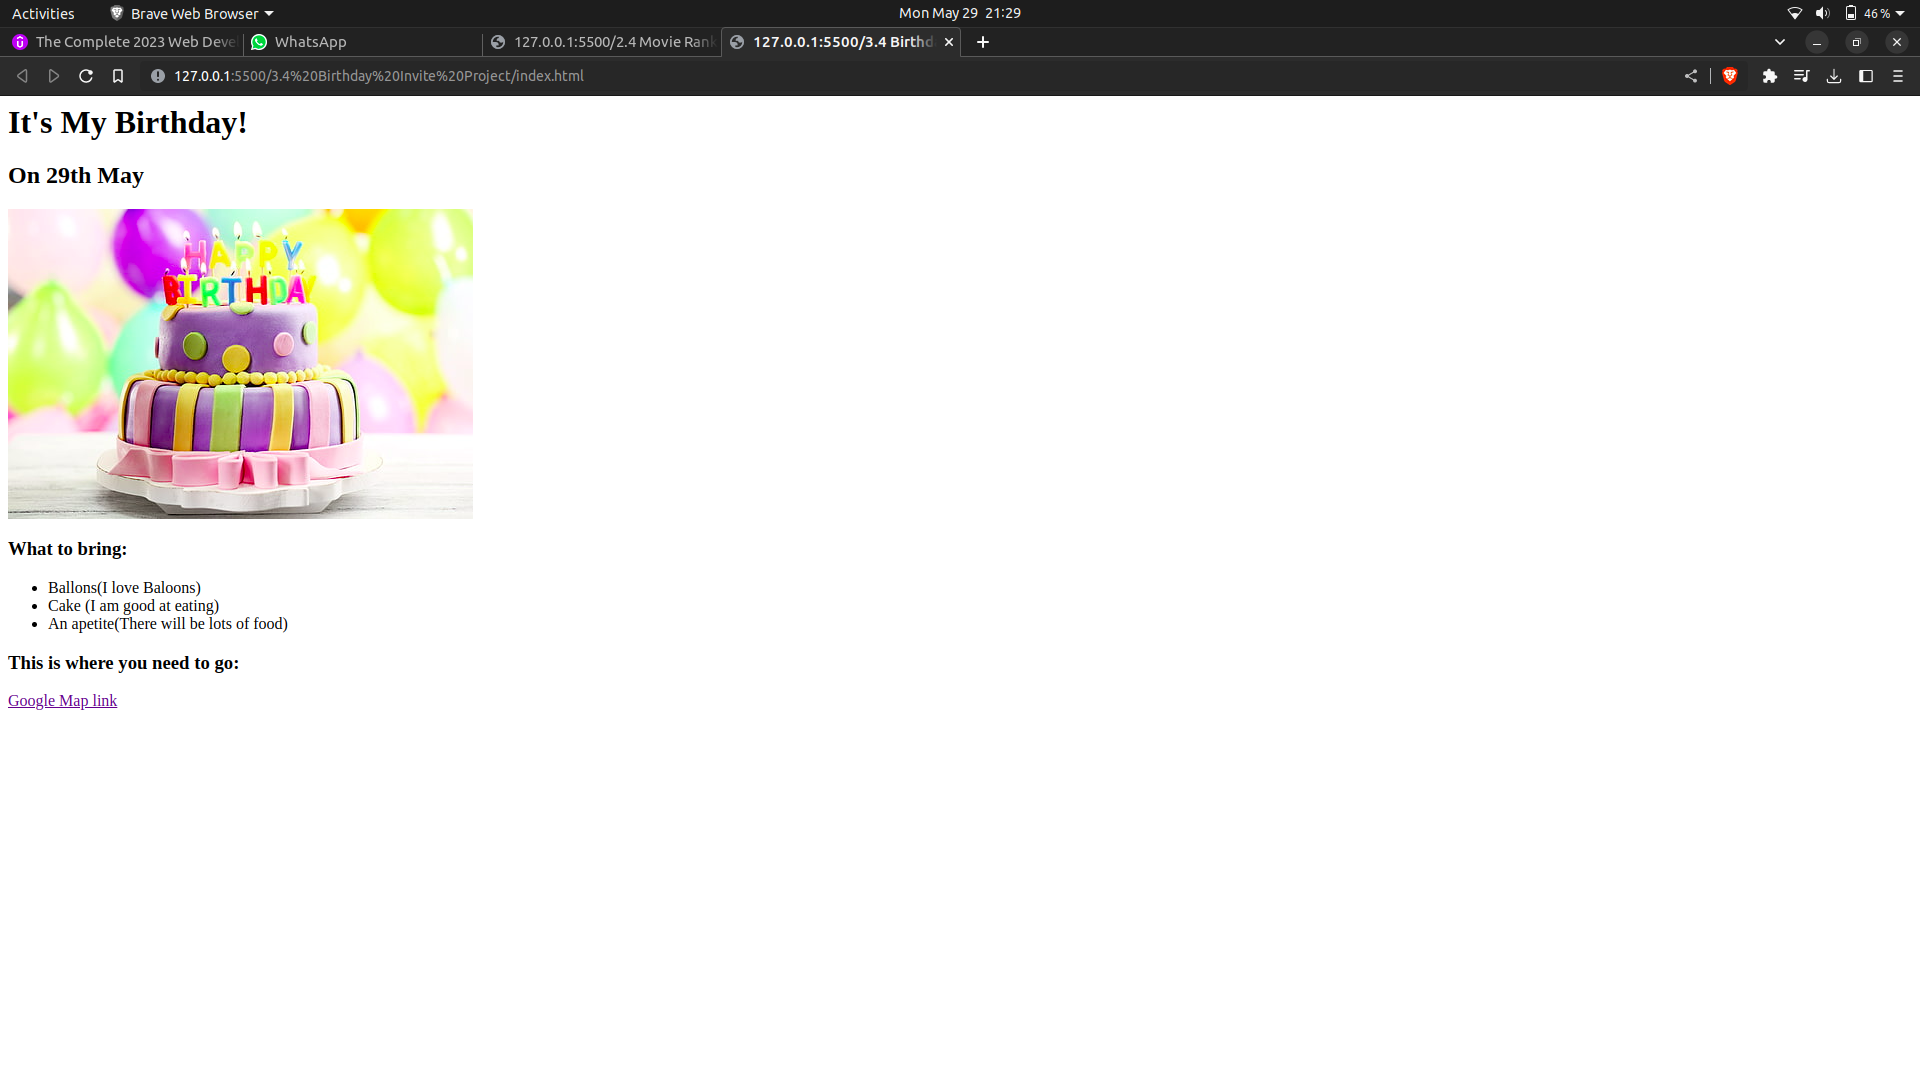 Activities
Brave Web Browser
Mon May 29 21:29
46 %
The Complete 2023 Web Deve
WhatsApp
127.0.0.1:5500/2.4 Movie Rank
127.0.0.1:5500/3.4 Birthd
127.0.0.1:5500/3.4%20Birthday%20Invite%20Project/index.html
It's My Birthday!
On 29th May
HAPPY
BIRTHDAY
What to bring:
Ballons(I love Baloons)
Cake (I am good at eating)
An apetite(There will be lots of food)
This is where you need to go:
Google Map link